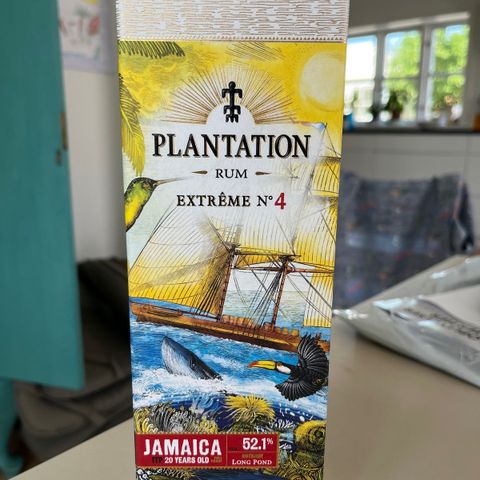 PLANTATION
RUM
EXTRÊME N° 4
JAMAICA
20 YEARS OLD
52.1%
LONG POND